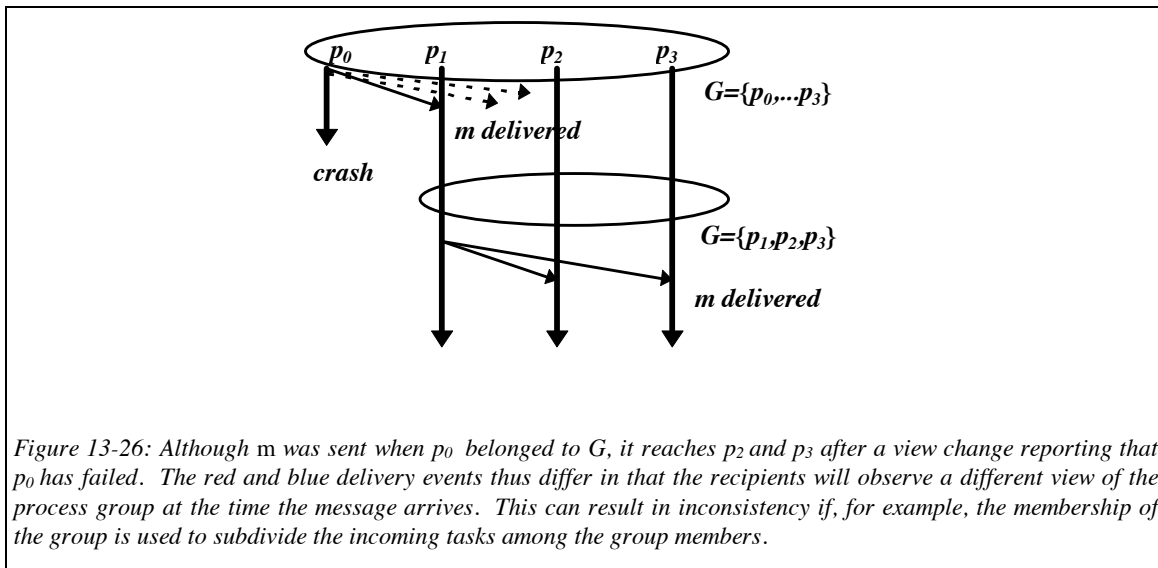 p0 p1 p2 p3
G={p0,...p3}
m delivered
crash
G={p1,p2,p3}
m delivered
Figure 13-26: Although m was sent when p0 belonged to G, it reaches p2 and p3 after a view change reporting that
p0 has failed. The red and blue delivery events thus differ in that the recipients will observe a different view of the
process group at the time the message arrives. This can result in inconsistency if, for example, the membership of
the group is used to subdivide the incoming tasks among the group members.